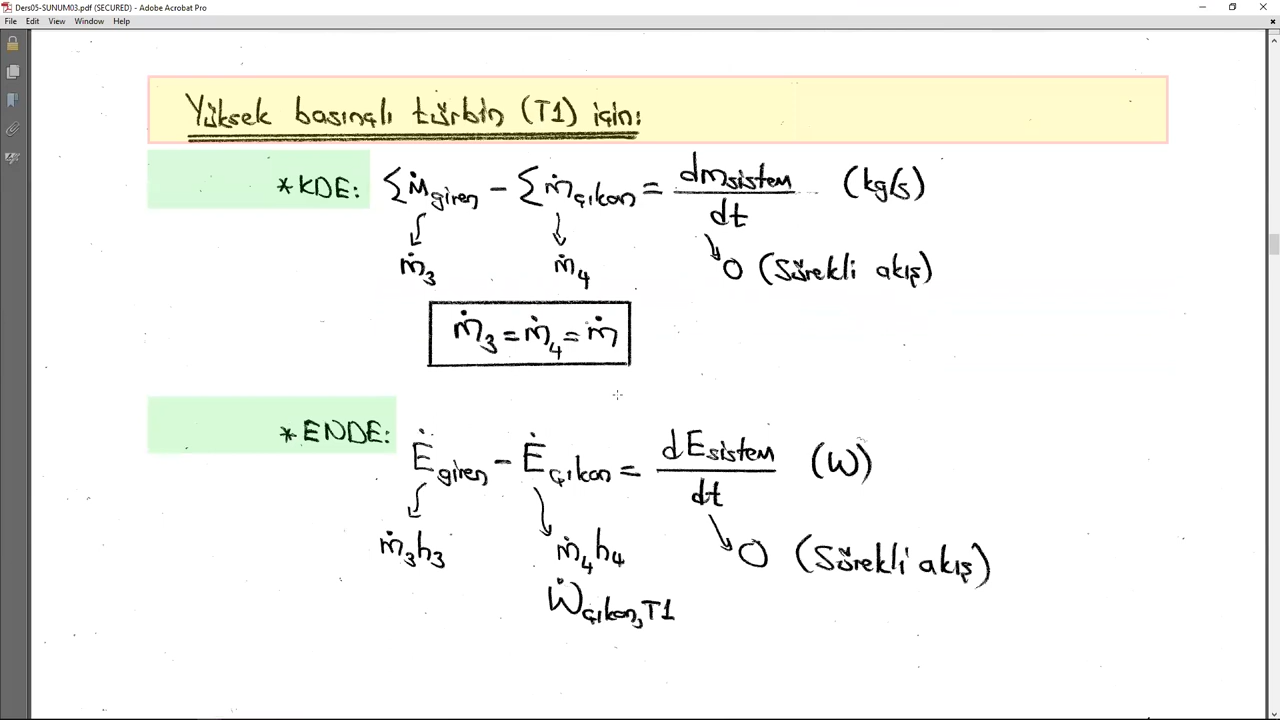 Ders05-SUNUM03.pdf (SECURED) - Adobe Acrobat Pro
File Edit View Window Help
Yüksek basınçlı türbin (T1) için:
*KDE: Σṁgiren - Σṁçıkan = dmsistem/dt (kg/s)
ṁ3 ṁ4 0 (Sürekli akış)
ṁ3 = ṁ4 = ṁ
*ENDE: Ėgiren - Ėçıkan = dEsistem/dt (W)
ṁ3h3 ṁ4h4 0 (Sürekli akış)
Ẇçıkan,T1